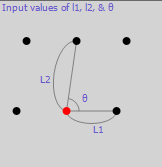 Input values of l1, l2, & θ
L2
θ
L1